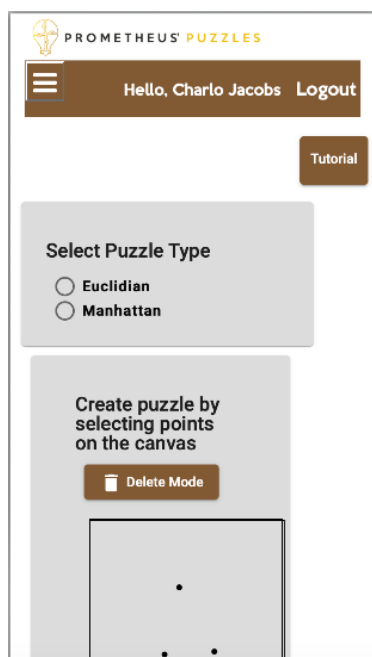 PROMETHEUS' PUZZLES
Hello, Charlo Jacobs Logout
Tutorial
Select Puzzle Type
Euclidian
Manhattan
Create puzzle by
selecting points
on the canvas
Delete Mode